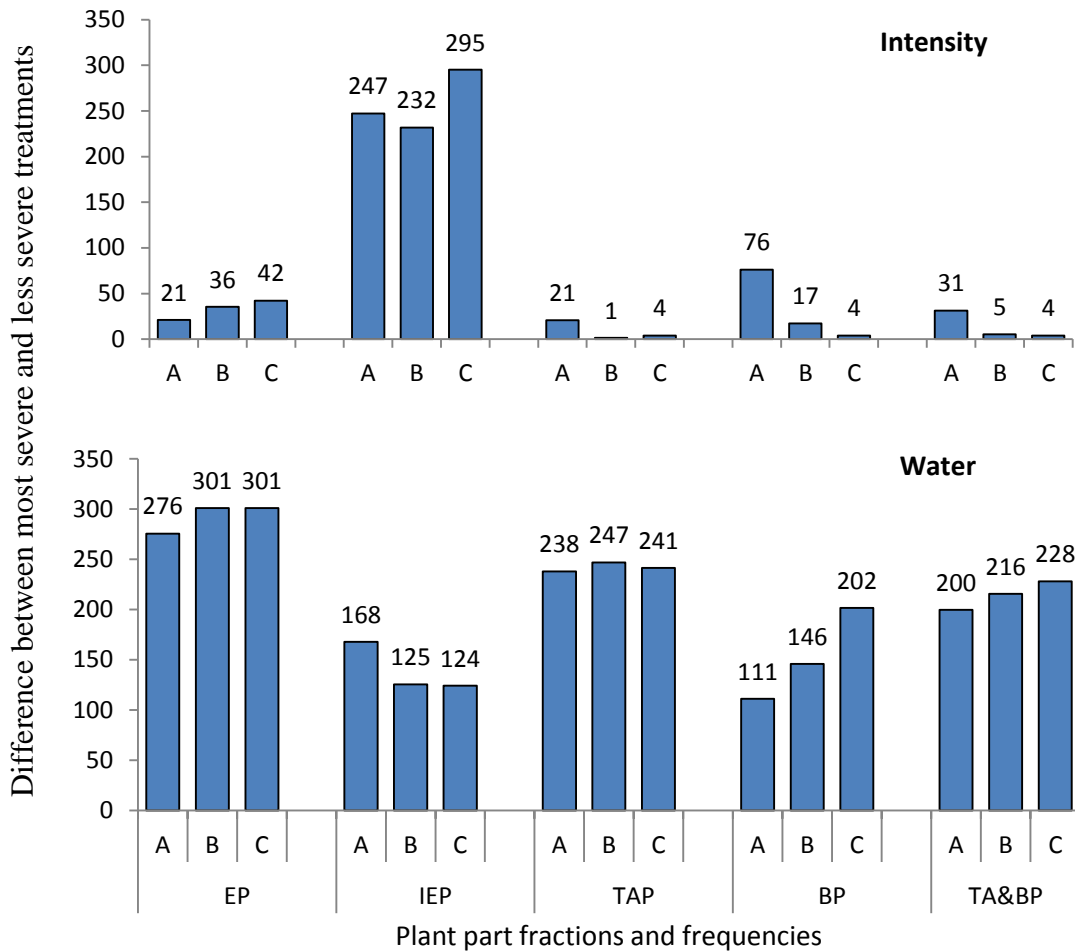 Difference between most severe and less severe treatments
Intensity
350
300
250
200
150
100
50
0
21 36 42 247 232 295 21 1 4 76 17 4 31 5 4
A B C A B C A B C A B C A B C
Water
350
300
250
200
150
100
50
0
276 301 301 168 125 124 238 247 241 111 146 202 200 216 228
A B C A B C A B C A B C A B C
EP IEP TAP BP TA&BP
Plant part fractions and frequencies